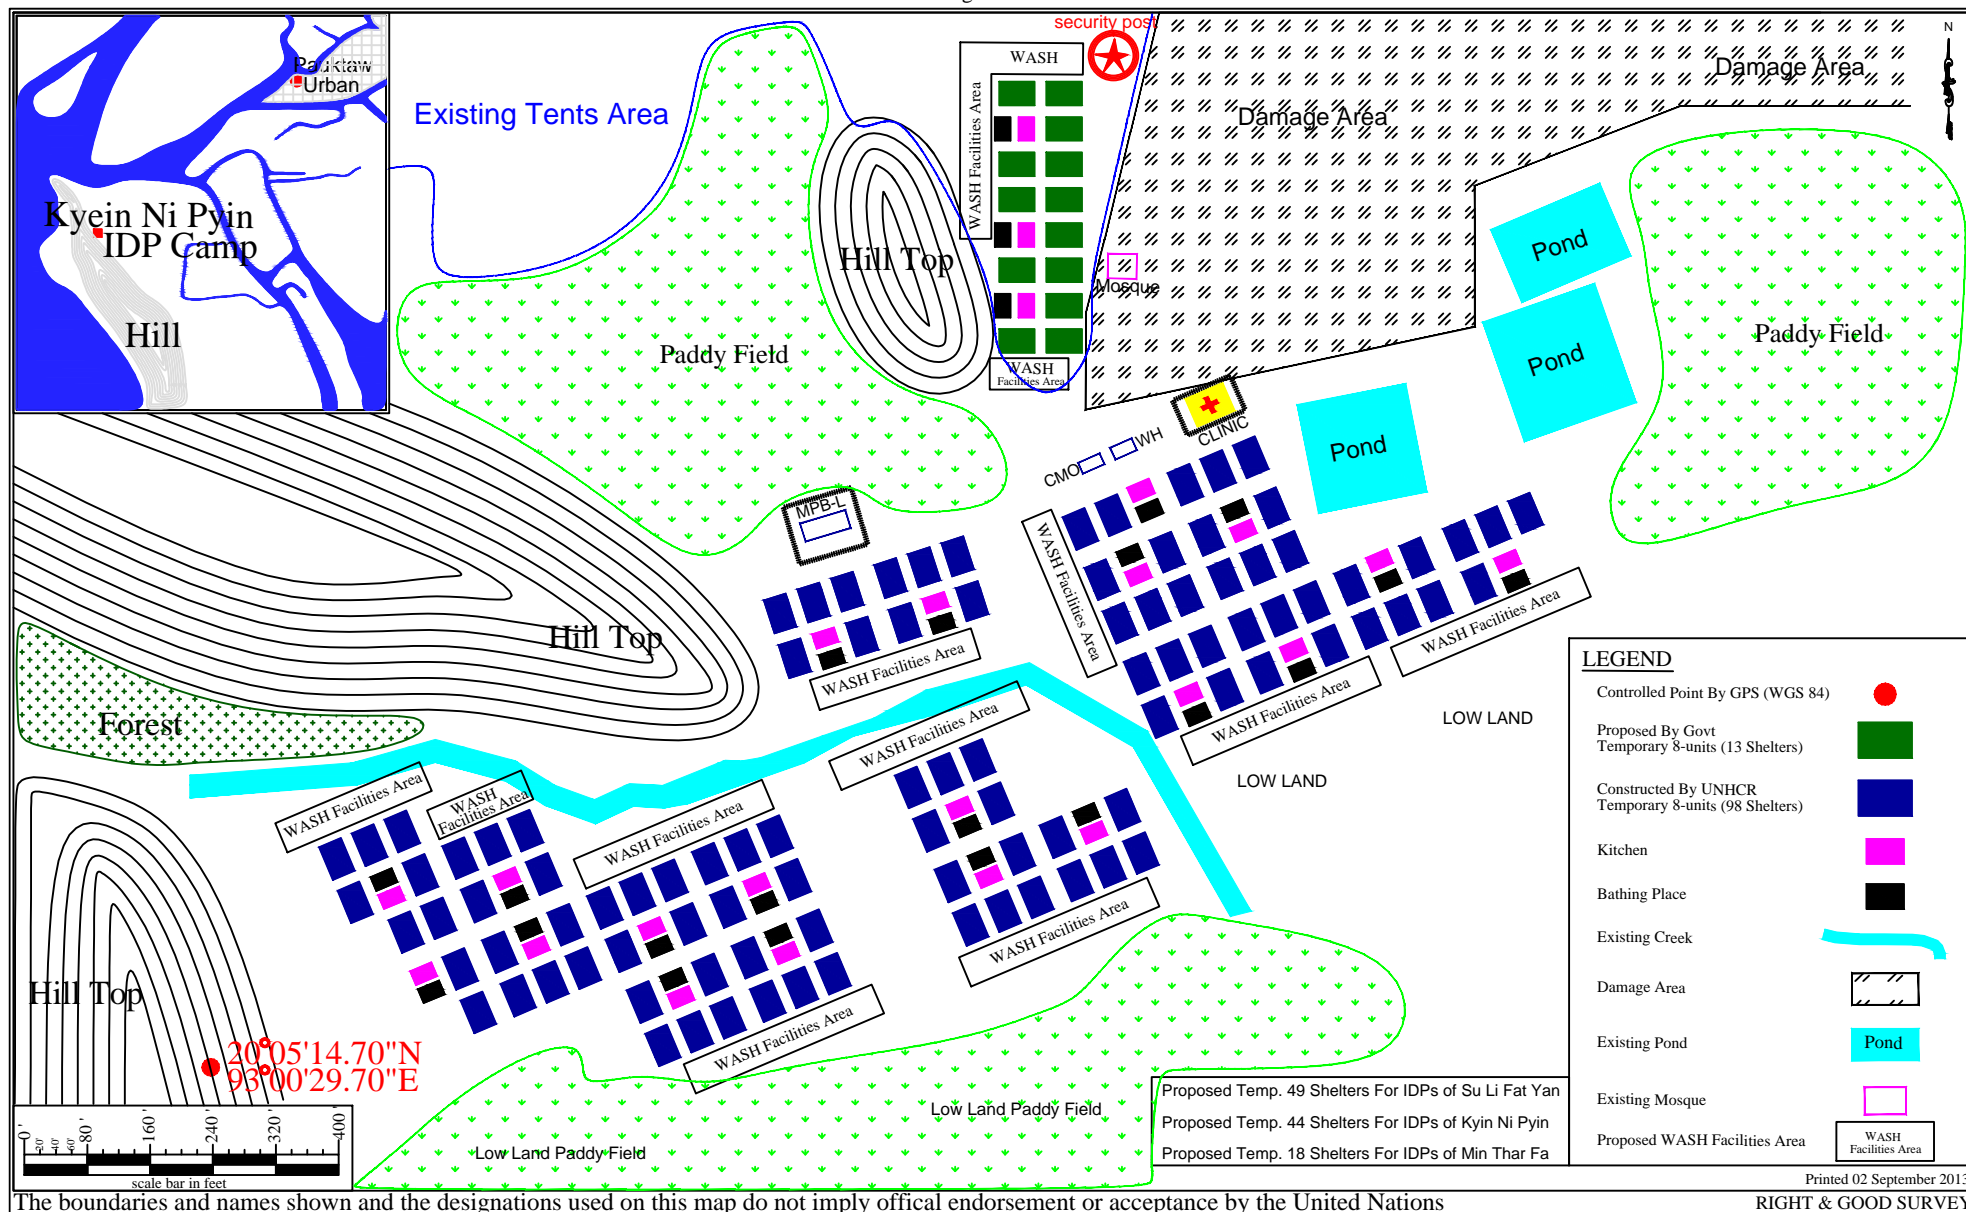 security post
N
Pauktaw
Urban
Existing Tents Area
WASH
WASH Facilities Area
Damage Area
Damage Area
Kyein Ni Pyin
IDP Camp
Hill
Hill Top
Mosque
Pond
Pond
Pond
Paddy Field
Paddy Field
WASH
Facilities Area
CLINIC
WH
CMO
MPB-L
WASH Facilities Area
WASH Facilities Area
WASH Facilities Area
WASH Facilities Area
Hill Top
Forest
WASH Facilities Area
LOW LAND
LOW LAND
WASH Facilities Area
WASH
Facilities Area
WASH Facilities Area
WASH Facilities Area
WASH Facilities Area
WASH Facilities Area
Hill Top
20°05'14.70"N
93°00'29.70"E
Low Land Paddy Field
Low Land Paddy Field
0'
20'
40'
60'
80'
160'
240'
320'
400'
scale bar in feet
Proposed Temp. 49 Shelters For IDPs of Su Li Fat Yan
Proposed Temp. 44 Shelters For IDPs of Kyin Ni Pyin
Proposed Temp. 18 Shelters For IDPs of Min Thar Fa
LEGEND
Controlled Point By GPS (WGS 84)
Proposed By Govt
Temporary 8-units (13 Shelters)
Constructed By UNHCR
Temporary 8-units (98 Shelters)
Kitchen
Bathing Place
Existing Creek
Damage Area
Existing Pond
Pond
Existing Mosque
Proposed WASH Facilities Area
WASH
Facilities Area
Printed 02 September 2013
The boundaries and names shown and the designations used on this map do not imply offical endorsement or acceptance by the United Nations
RIGHT & GOOD SURVEY